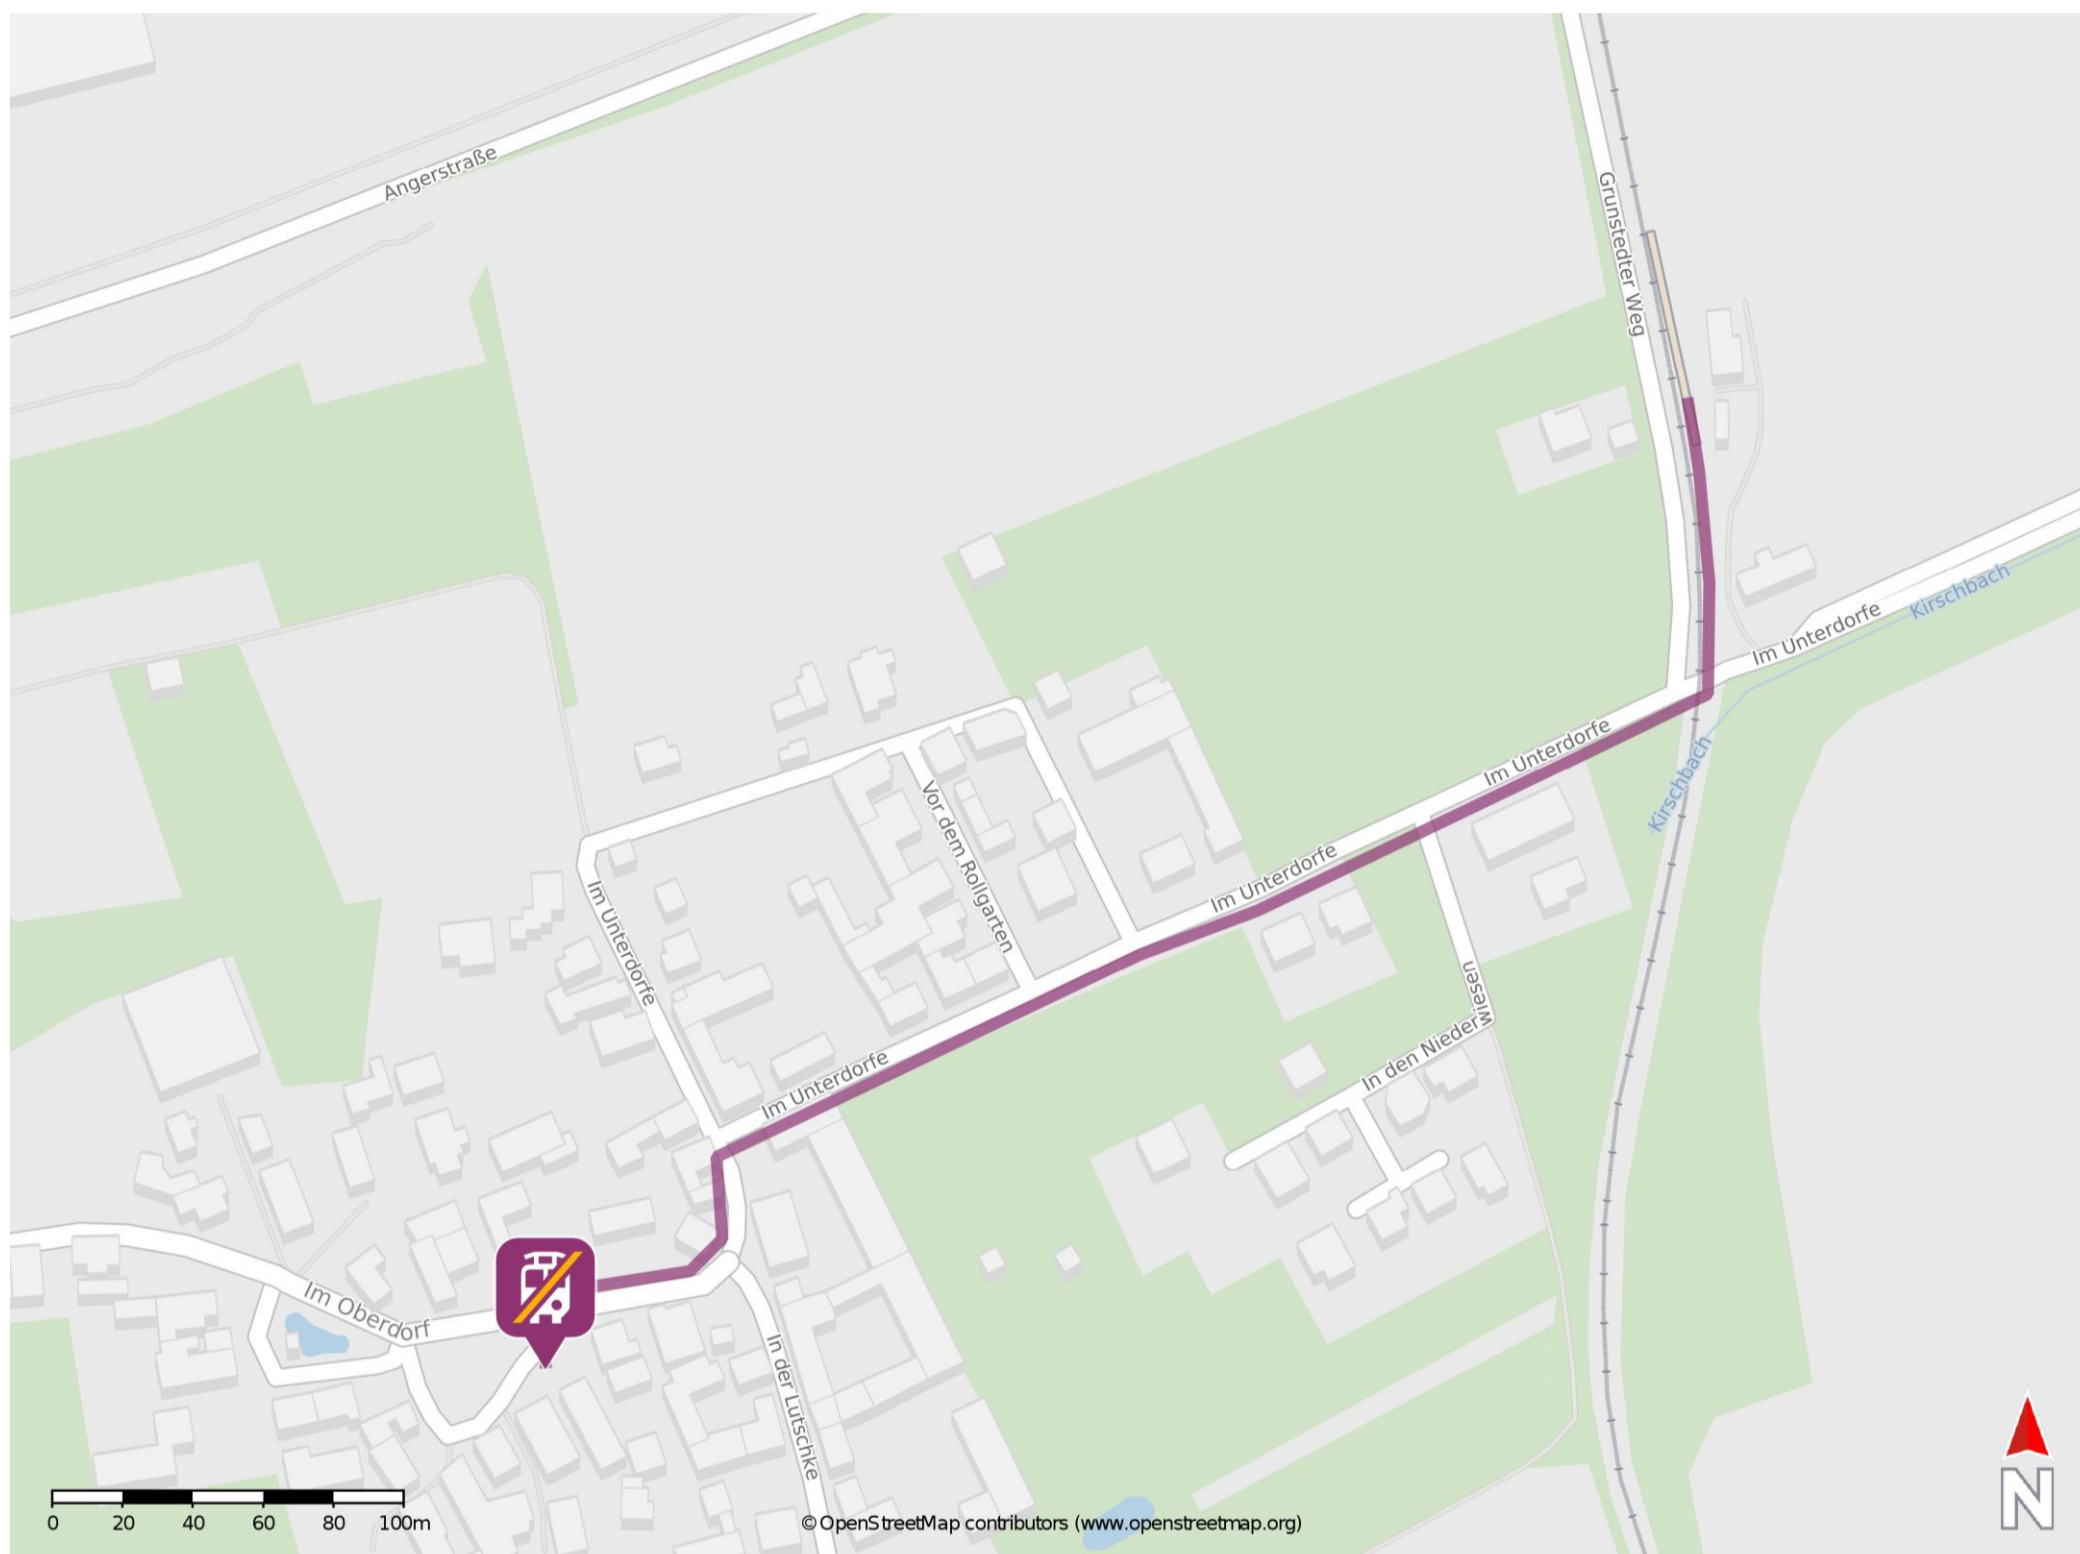 Angerstraße
Grunstedter Weg
Kirschbach
Im Unterdorfe
Im Unterdorfe
Kirschbach
Vor dem Rollgarten
Im Unterdorfe
Im Unterdorfe
In den Nieder-
wiesen
Im Unterdorfe
Im Oberdorf
In der Lutschke
N
0 20 40 60 80 100m
© OpenStreetMap contributors (www.openstreetmap.org)